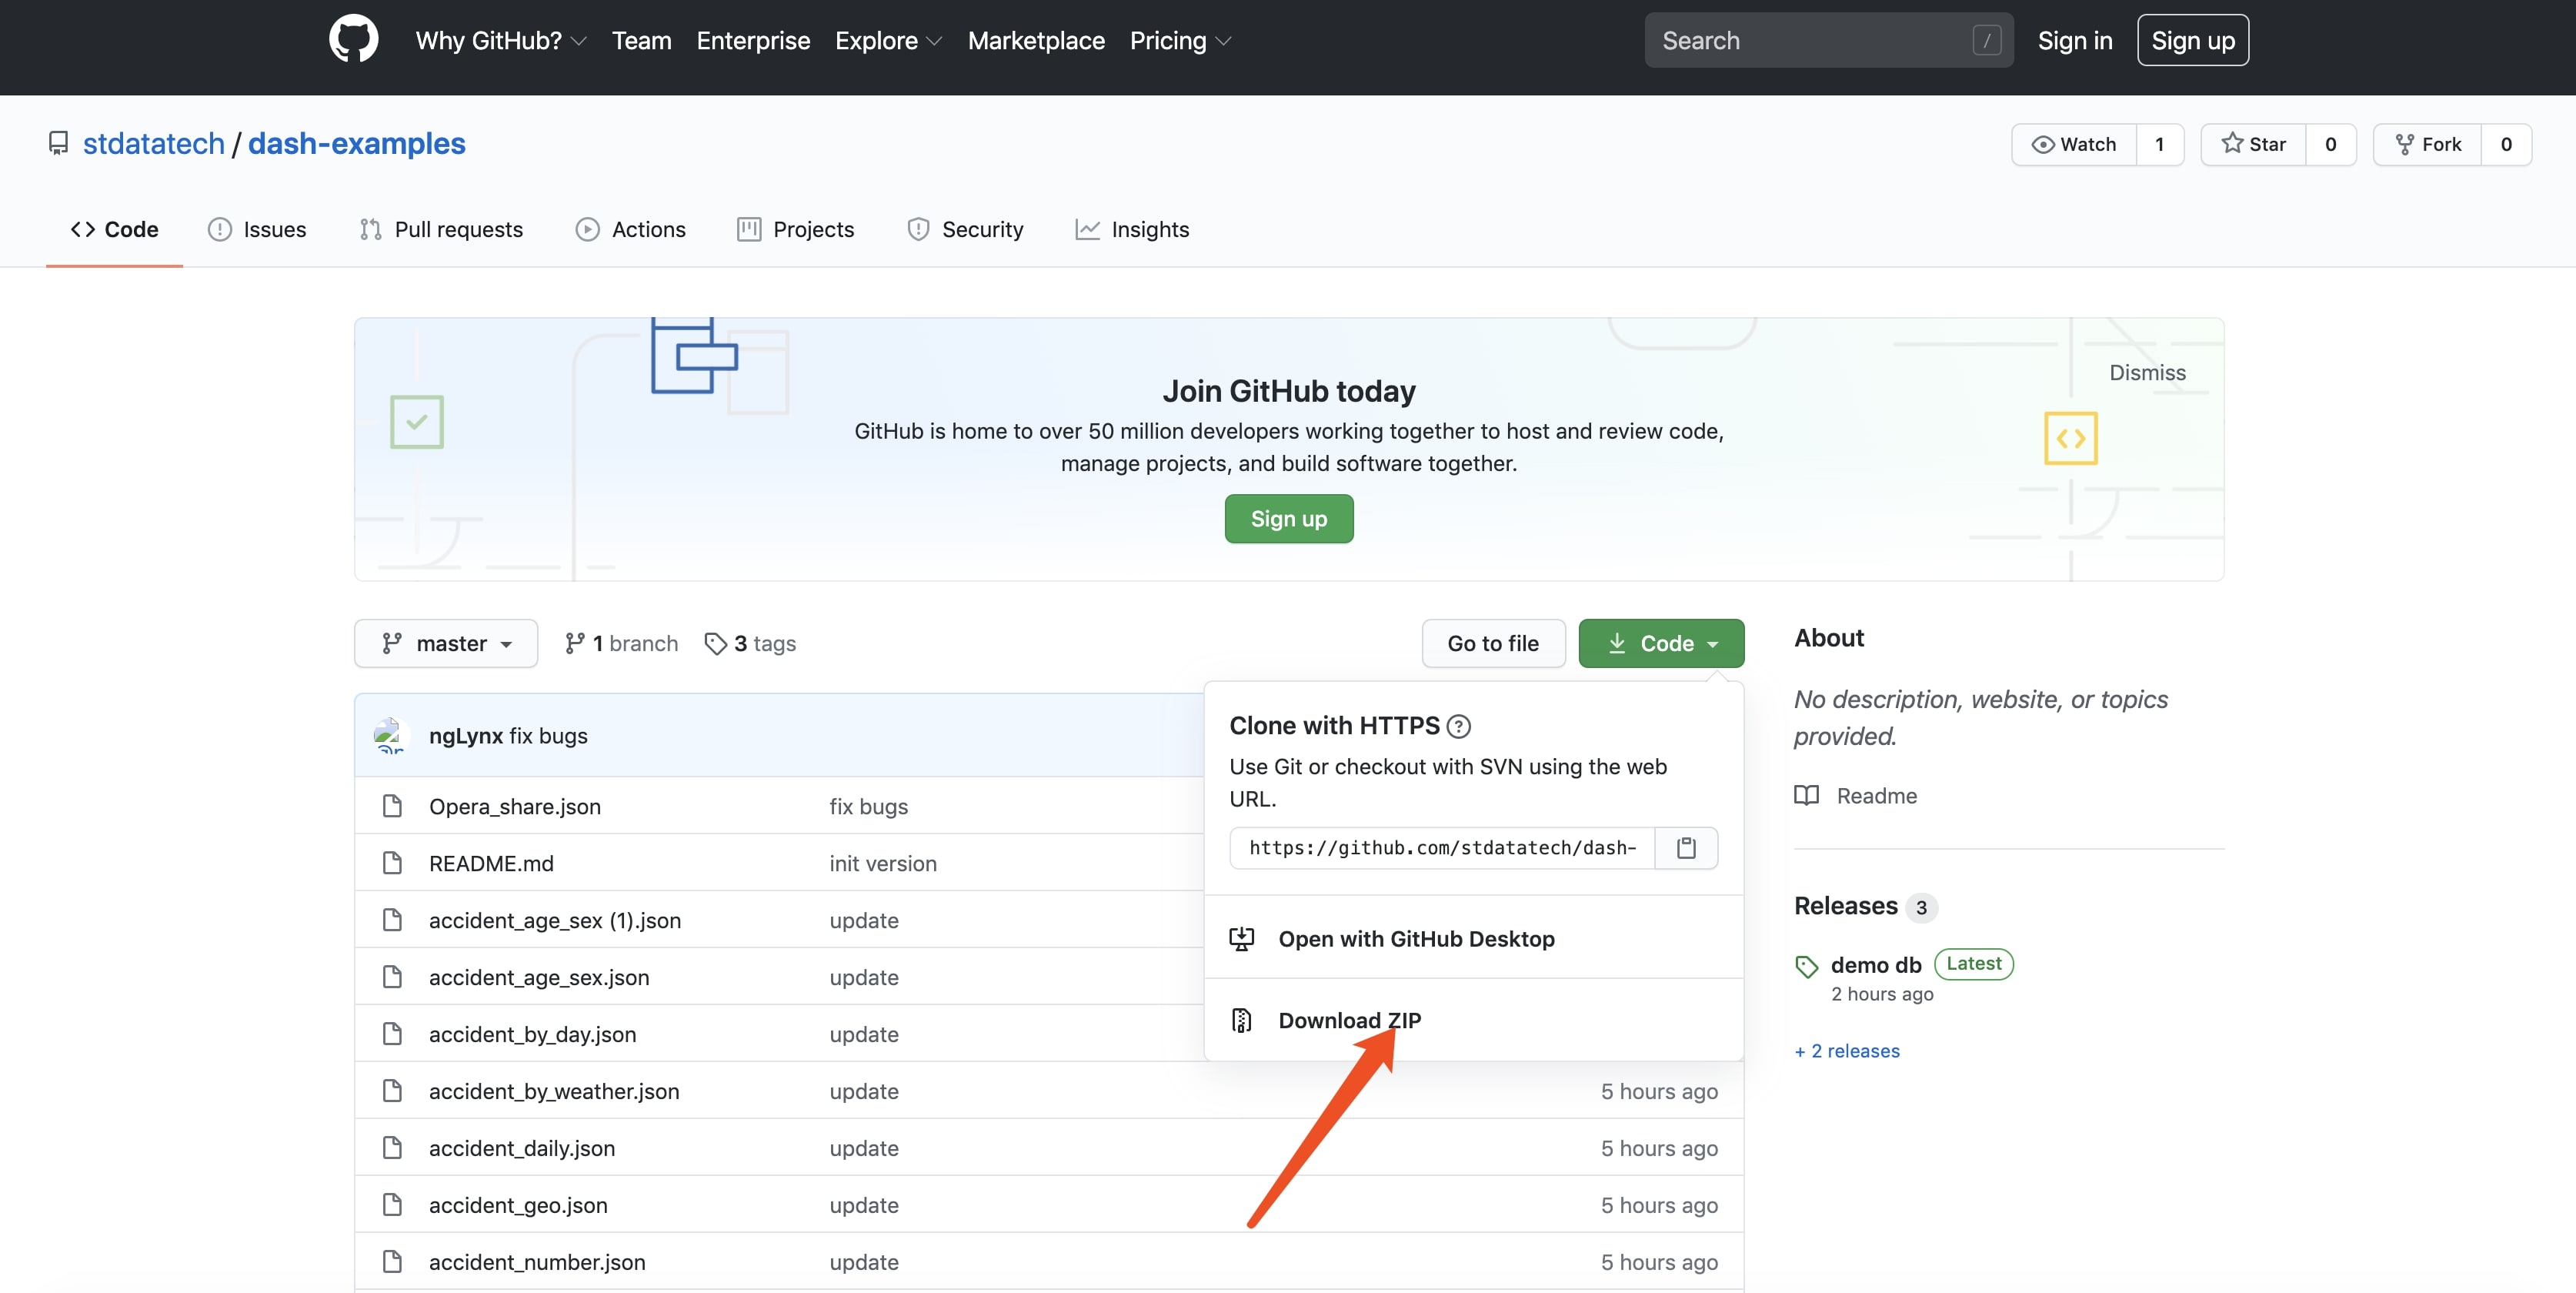 Why GitHub? Team Enterprise Explore Marketplace Pricing Search / Sign in Sign up
stdatatech / dash-examples Watch 1 Star 0 Fork 0
Code Issues Pull requests Actions Projects Security Insights
Dismiss
Join GitHub today
GitHub is home to over 50 million developers working together to host and review code,
manage projects, and build software together.
Sign up
master 1 branch 3 tags Go to file Code
ngLynx fix bugs
Opera_share.json fix bugs
README.md init version
accident_age_sex (1).json update
accident_age_sex.json update
accident_by_day.json update
accident_by_weather.json update 5 hours ago
accident_daily.json update 5 hours ago
accident_geo.json update 5 hours ago
accident_number.json update 5 hours ago
Clone with HTTPS ?
Use Git or checkout with SVN using the web
URL.
https://github.com/stdatatech/dash-
Open with GitHub Desktop
Download ZIP
About
No description, website, or topics
provided.
Readme
Releases 3
demo db Latest
2 hours ago
+ 2 releases